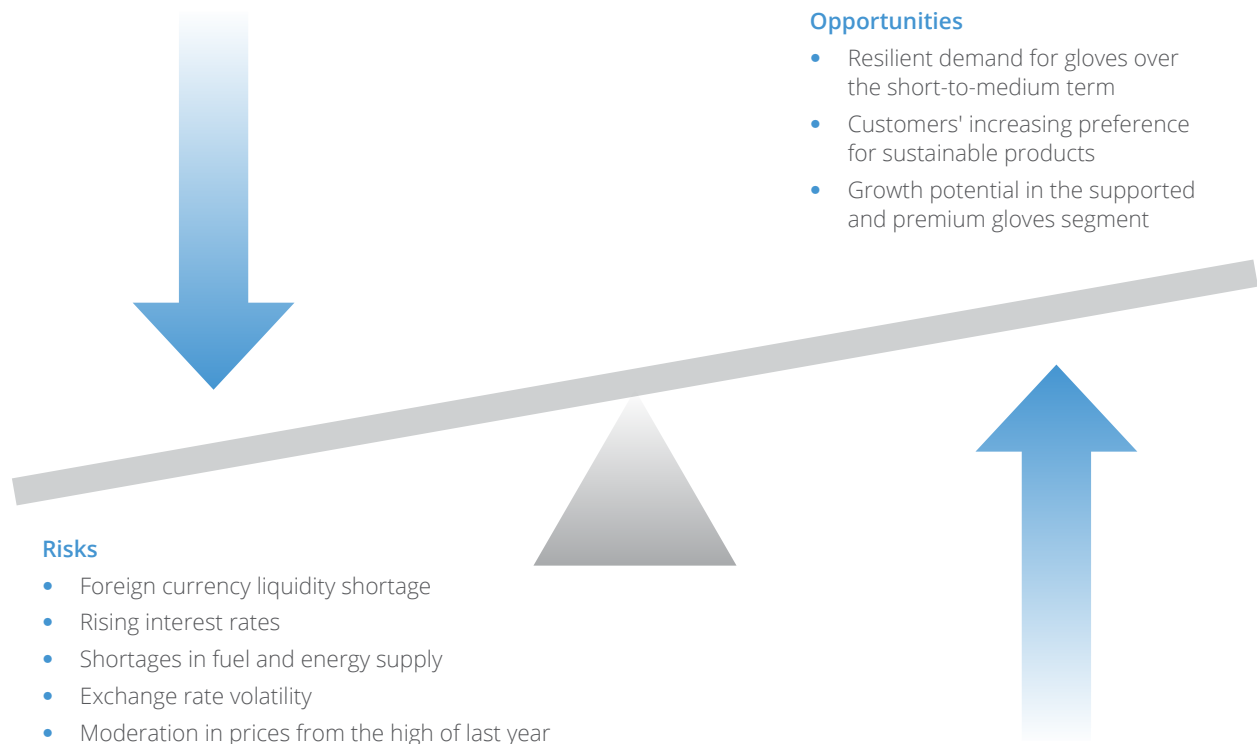 Opportunities
• Resilient demand for gloves over
the short-to-medium term
• Customers' increasing preference
for sustainable products
• Growth potential in the supported
and premium gloves segment
Risks
• Foreign currency liquidity shortage
• Rising interest rates
• Shortages in fuel and energy supply
• Exchange rate volatility
• Moderation in prices from the high of last year